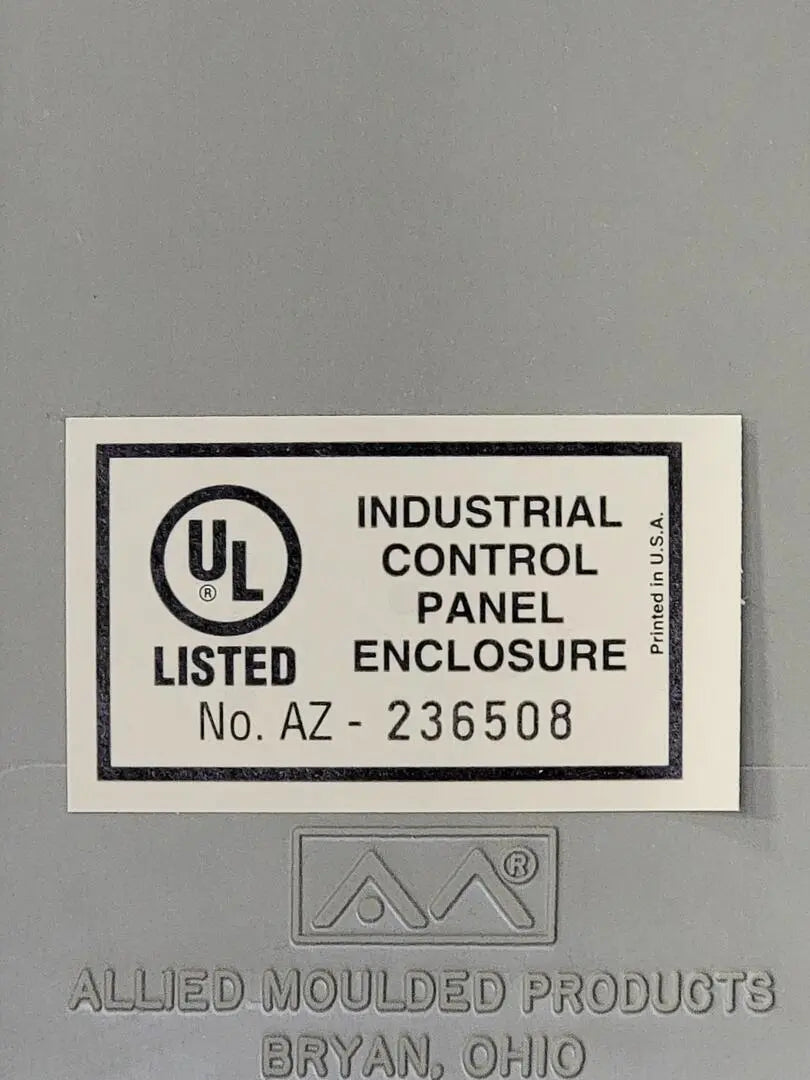 UL
®
LISTED
INDUSTRIAL
CONTROL
PANEL
ENCLOSURE
No. AZ - 236508
Printed in U.S.A.
®
ALLIED MOULDED PRODUCTS
BRYAN, OHIO